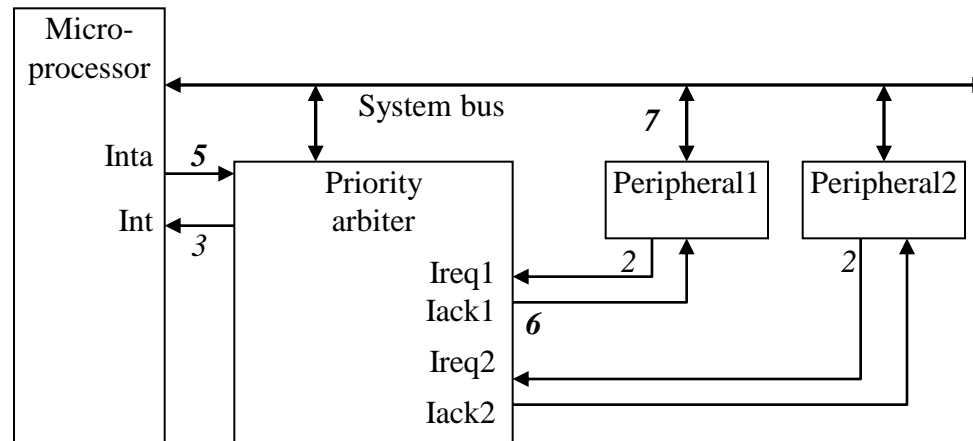 Micro-
processor
System bus
7
Inta
5
Priority
arbiter
Peripheral1
Peripheral2
Int
3
2
2
Ireq1
Iack1
6
Ireq2
Iack2